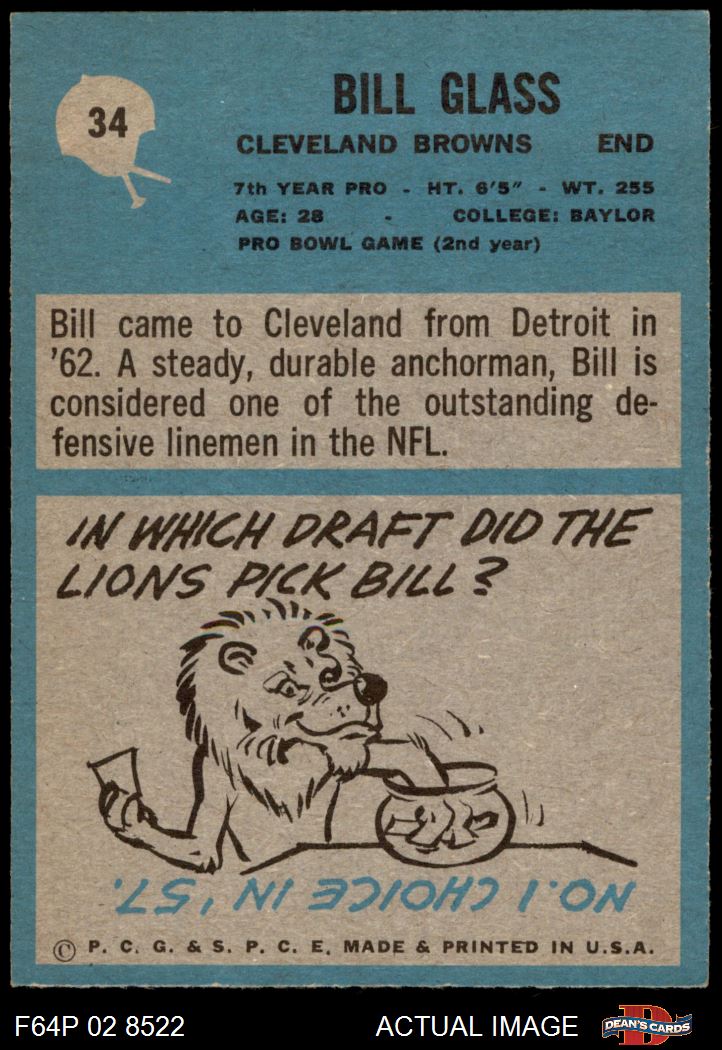 34
BILL GLASS
CLEVELAND BROWNS END
7th YEAR PRO - HT. 6'5" - WT. 255
AGE: 28 - COLLEGE: BAYLOR
PRO BOWL GAME (2nd year)
Bill came to Cleveland from Detroit in
'62. A steady, durable anchorman, Bill is
considered one of the outstanding de-
fensive linemen in the NFL.
IN WHICH DRAFT DID THE
LIONS PICK BILL?
NO. 1 CHOICE IN '57.
© P. C. G. & S. P. C. E. MADE & PRINTED IN U.S.A.
F64P 02 8522 ACTUAL IMAGE DEAN'S CARDS